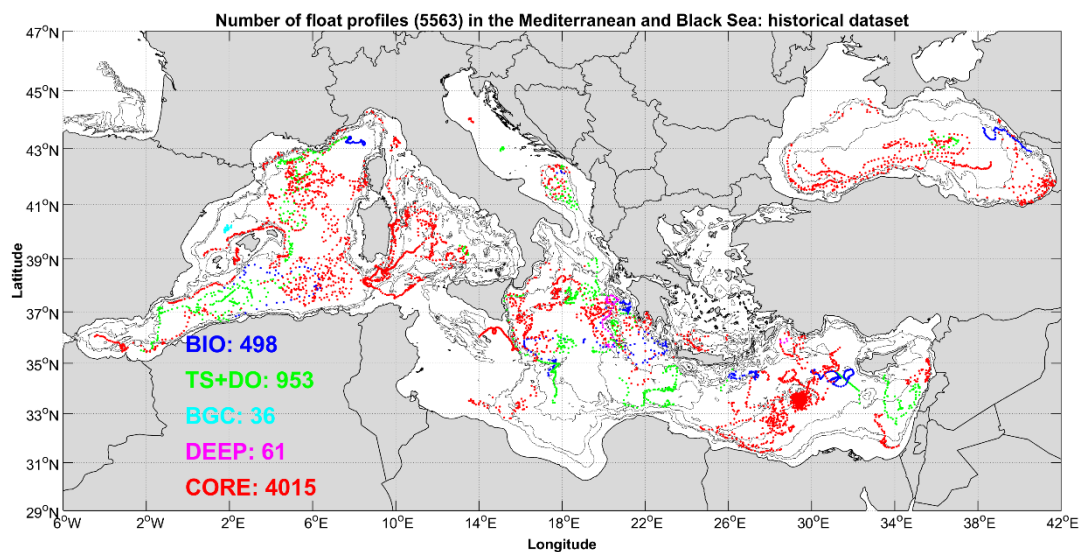 Number of float profiles (5563) in the Mediterranean and Black Sea: historical dataset
47°N
45°N
43°N
41°N
39°N
37°N
35°N
33°N
31°N
29°N
Latitude
BIO: 498
TS+DO: 953
BGC: 36
DEEP: 61
CORE: 4015
6°W 2°W 2°E 6°E 10°E 14°E 18°E 22°E 26°E 30°E 34°E 38°E 42°E
Longitude